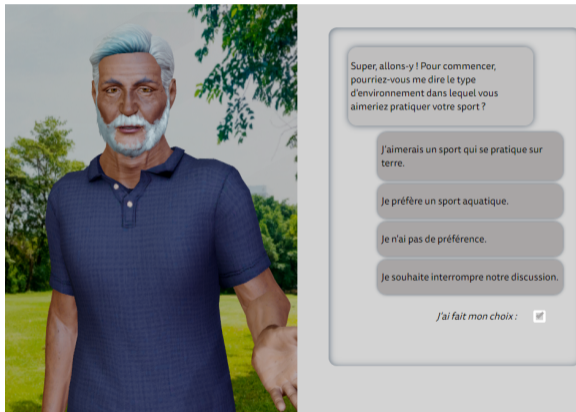 Super, allons-y ! Pour commencer,
pourriez-vous me dire le type
d'environnement dans lequel vous
aimeriez pratiquer votre sport ?
J'aimerais un sport qui se pratique sur
terre.
Je préfère un sport aquatique.
Je n'ai pas de préférence.
Je souhaite interrompre notre discussion.
J'ai fait mon choix :